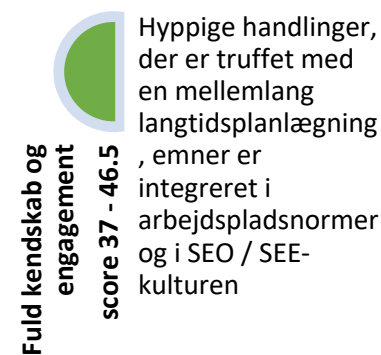 Fuld kendskab og
engagement
score 37 - 46.5
Hyppige handlinger,
der er truffet med
en mellemlang
langtidsplanlægning
, emner er
integreret i
arbejdspladsnormer
og i SEO / SEE-
kulturen